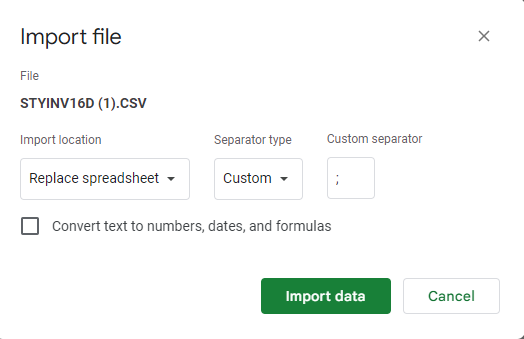 Import file
File
STYINV16D (1).CSV
Import location
Separator type
Custom separator
Replace spreadsheet
Custom
;
Convert text to numbers, dates, and formulas
Import data
Cancel